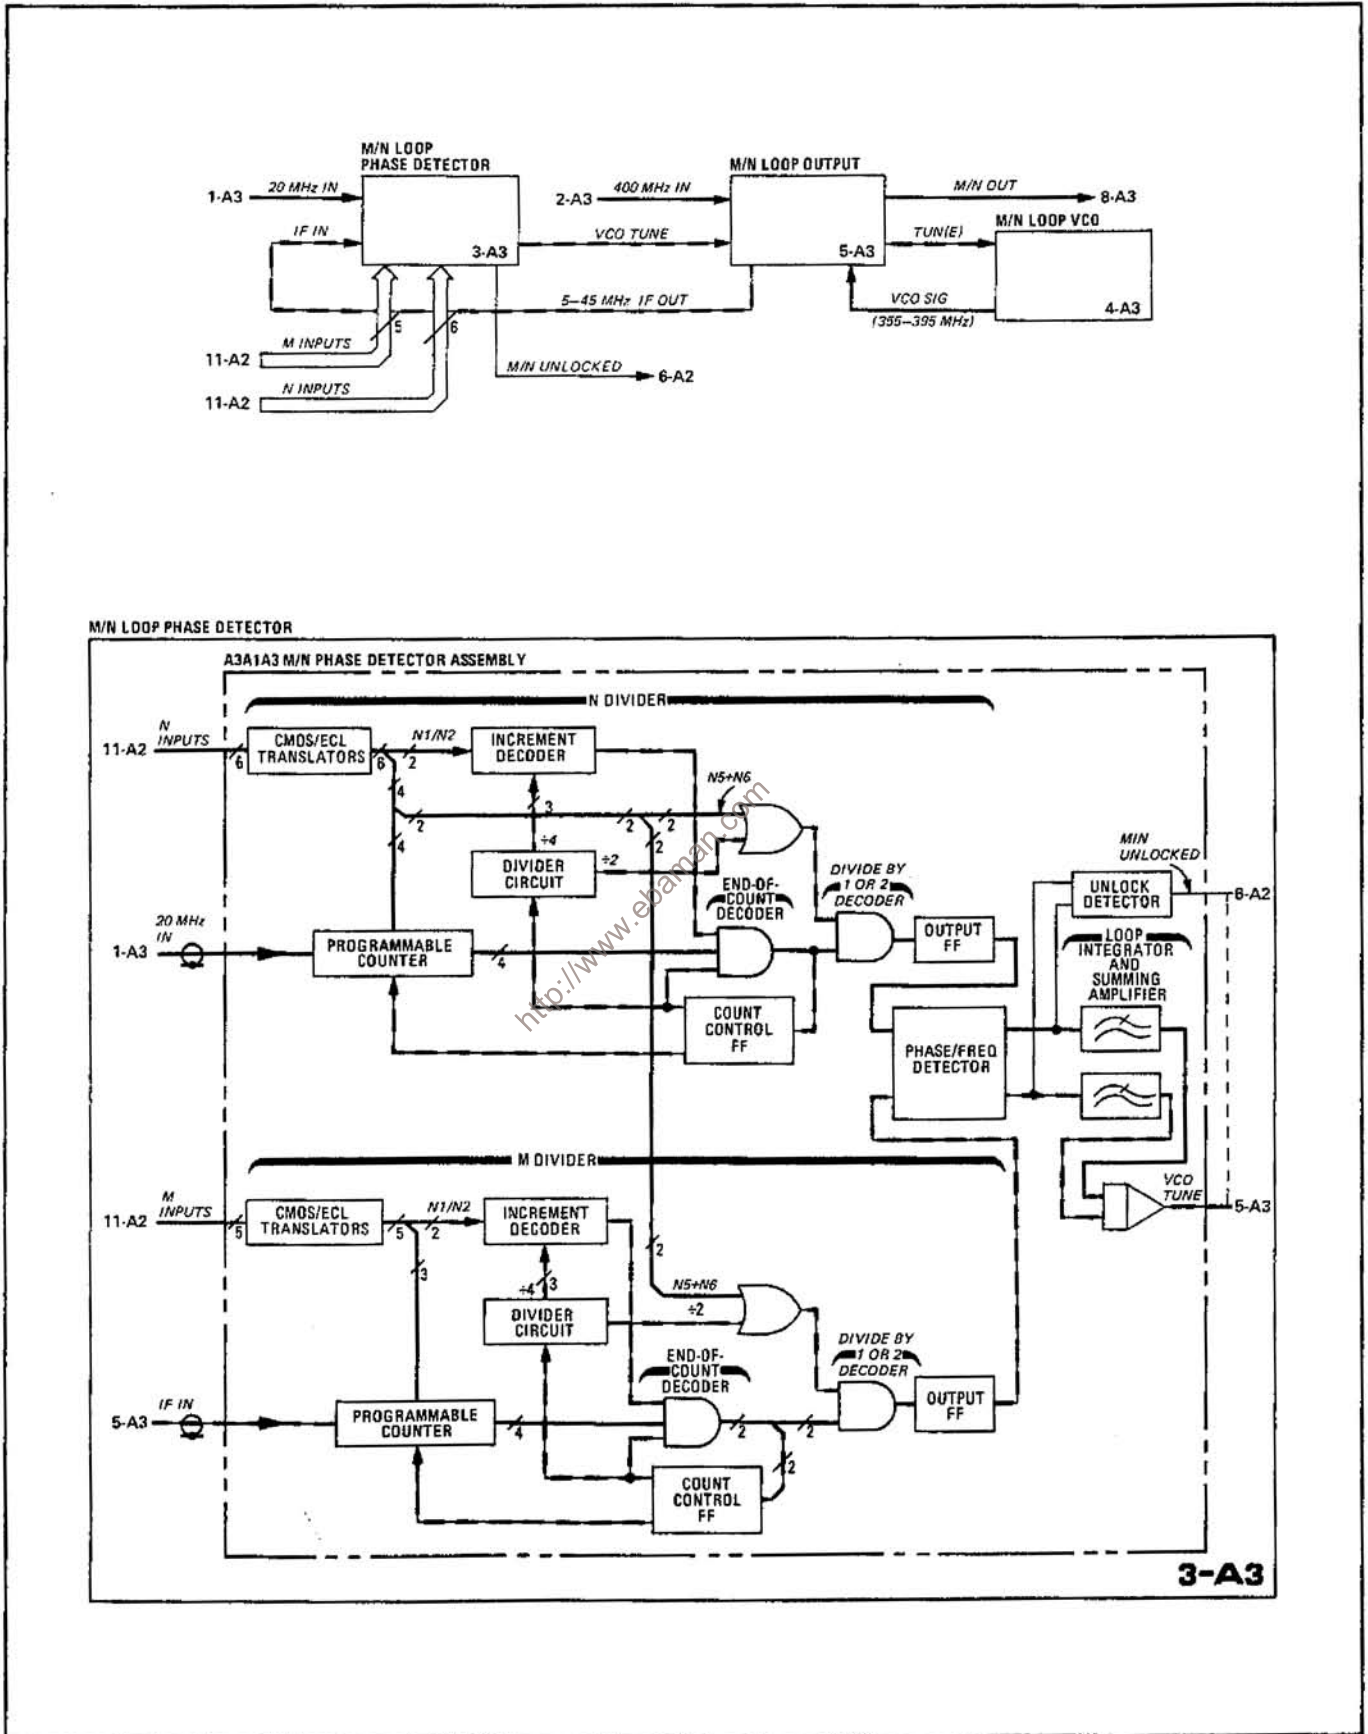 M/N LOOP
PHASE DETECTOR
1-A3
20 MHz IN
IF IN
3-A3
VCO TUNE
2-A3
400 MHz IN
M/N LOOP OUTPUT
5-A3
M/N OUT
8-A3
TUN(E)
M/N LOOP VCO
4-A3
VCO SIG
(355–395 MHz)
5–45 MHz IF OUT
5
6
11-A2
M INPUTS
11-A2
N INPUTS
M/N UNLOCKED
6-A2
M/N LOOP PHASE DETECTOR
A3A1A3 M/N PHASE DETECTOR ASSEMBLY
N DIVIDER
11-A2
N
INPUTS
6
CMOS/ECL
TRANSLATORS
6
2
N1/N2
INCREMENT
DECODER
4
2
4
3
÷4
2
2
2
N5+N6
DIVIDER
CIRCUIT
÷2
END-OF-
COUNT
DECODER
DIVIDE BY
1 OR 2
DECODER
OUTPUT
FF
1-A3
20 MHz
IN
PROGRAMMABLE
COUNTER
4
COUNT
CONTROL
FF
PHASE/FREQ
DETECTOR
MIN
UNLOCKED
UNLOCK
DETECTOR
6-A2
LOOP
INTEGRATOR
AND
SUMMING
AMPLIFIER
VCO
TUNE
5-A3
M DIVIDER
11-A2
M
INPUTS
5
CMOS/ECL
TRANSLATORS
5
2
N1/N2
INCREMENT
DECODER
3
÷4
3
2
N5+N6
÷2
DIVIDER
CIRCUIT
END-OF-
COUNT
DECODER
DIVIDE BY
1 OR 2
DECODER
OUTPUT
FF
5-A3
IF IN
PROGRAMMABLE
COUNTER
4
2
2
2
COUNT
CONTROL
FF
3-A3
http://www.ebaman.com